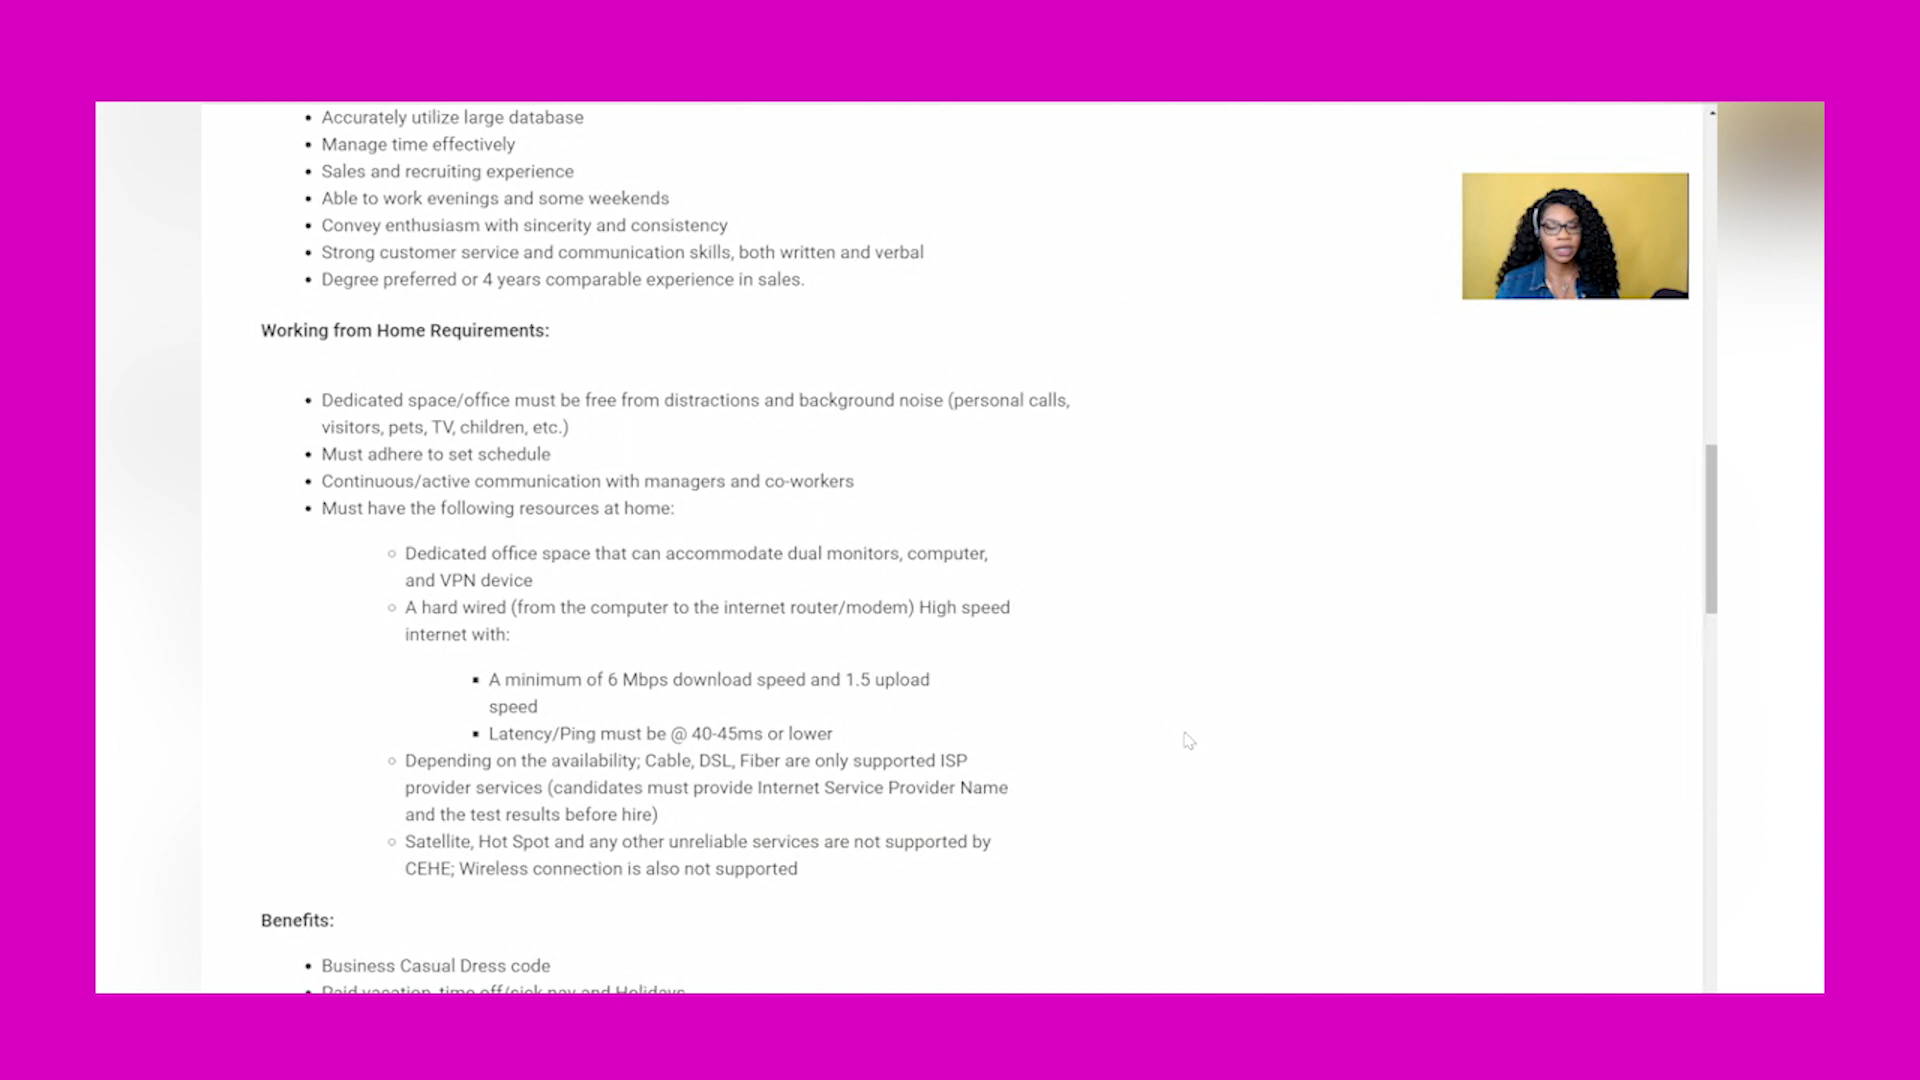 Accurately utilize large database
Manage time effectively
Sales and recruiting experience
Able to work evenings and some weekends
Convey enthusiasm with sincerity and consistency
Strong customer service and communication skills, both written and verbal
Degree preferred or 4 years comparable experience in sales.
Working from Home Requirements:
Dedicated space/office must be free from distractions and background noise (personal calls,
visitors, pets, TV, children, etc.)
Must adhere to set schedule
Continuous/active communication with managers and co-workers
Must have the following resources at home:
Dedicated office space that can accommodate dual monitors, computer,
and VPN device
A hard wired (from the computer to the internet router/modem) High speed
internet with:
A minimum of 6 Mbps download speed and 1.5 upload
speed
Latency/Ping must be @ 40-45ms or lower
Depending on the availability; Cable, DSL, Fiber are only supported ISP
provider services (candidates must provide Internet Service Provider Name
and the test results before hire)
Satellite, Hot Spot and any other unreliable services are not supported by
CEHE; Wireless connection is also not supported
Benefits:
Business Casual Dress code
Paid vacation, time off/sick pay and Holidays